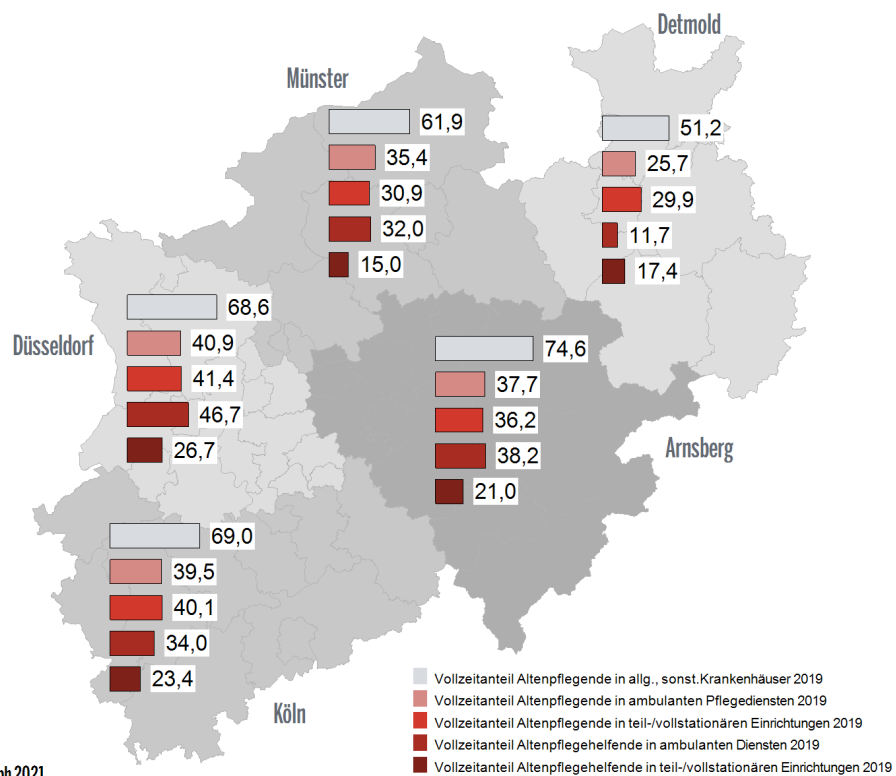 Detmold
Münster
61,9
35,4
30,9
32,0
15,0
51,2
25,7
29,9
11,7
17,4
Düsseldorf
68,6
40,9
41,4
46,7
26,7
74,6
37,7
36,2
38,2
21,0
Arnsberg
69,0
39,5
40,1
34,0
23,4
Köln
Vollzeitanteil Altenpflegende in allg., sonst.Krankenhäuser 2019
Vollzeitanteil Altenpflegende in ambulanten Pflegediensten 2019
Vollzeitanteil Altenpflegende in teil-/vollstationären Einrichtungen 2019
Vollzeitanteil Altenpflegehelfende in ambulanten Diensten 2019
Vollzeitanteil Altenpflegehelfende in teil-/vollstationären Einrichtungen 2019
2021